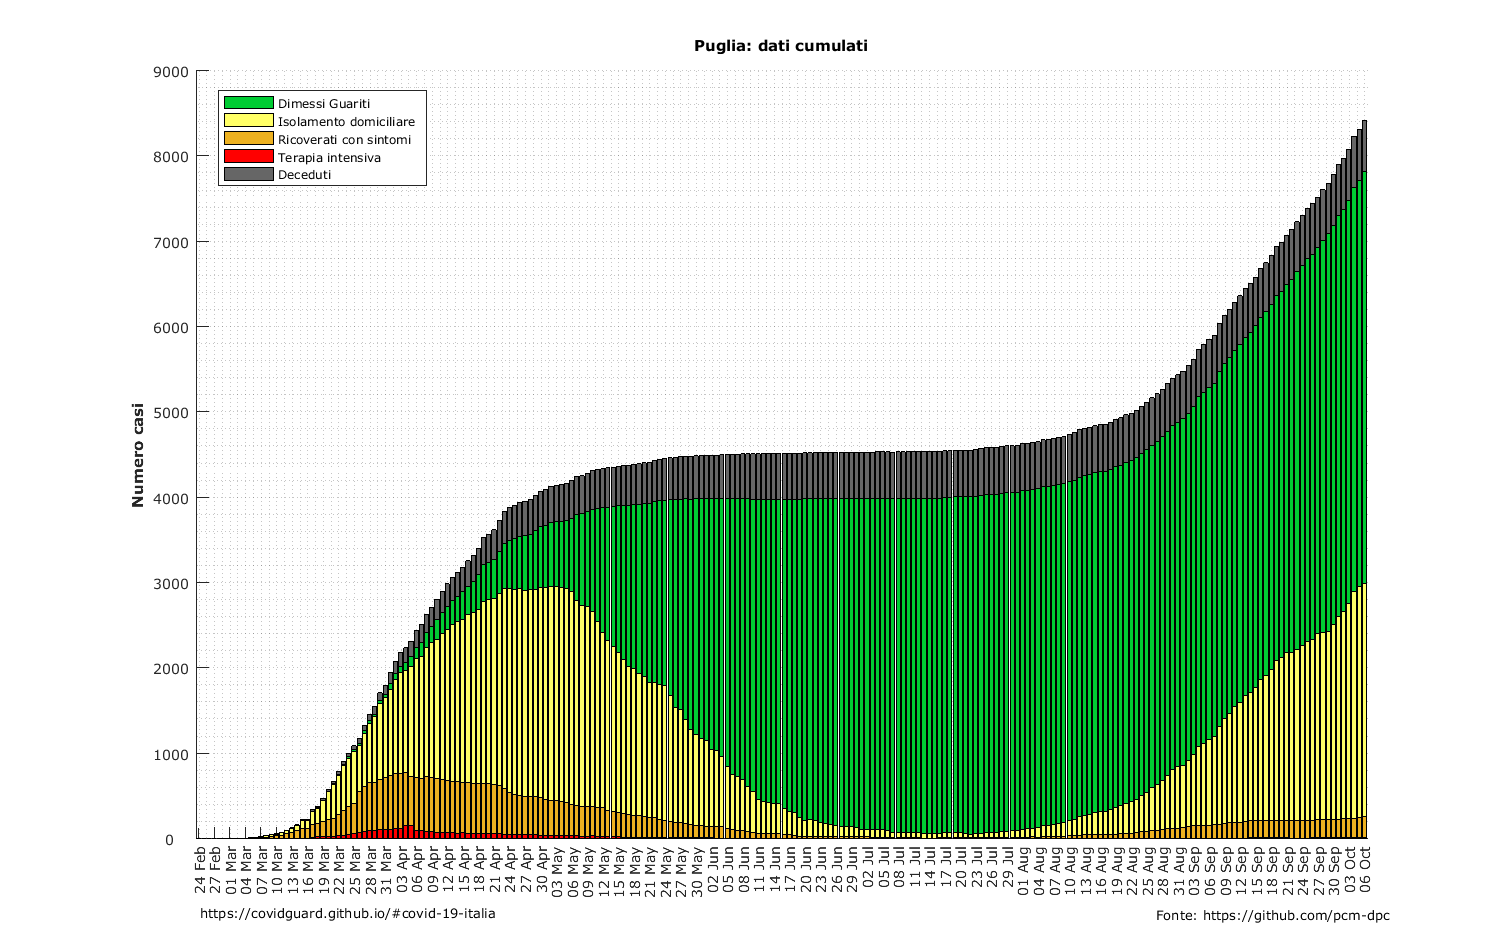 Puglia: dati cumulati
9000
8000
7000
6000
5000
4000
3000
2000
1000
0
Numero casi
Dimessi Guariti
Isolamento domiciliare
Ricoverati con sintomi
Terapia intensiva
Deceduti
24 Feb
27 Feb
01 Mar
04 Mar
07 Mar
10 Mar
13 Mar
16 Mar
19 Mar
22 Mar
25 Mar
28 Mar
31 Mar
03 Apr
06 Apr
09 Apr
12 Apr
15 Apr
18 Apr
21 Apr
24 Apr
27 Apr
30 Apr
03 May
06 May
09 May
12 May
15 May
18 May
21 May
24 May
27 May
30 May
02 Jun
05 Jun
08 Jun
11 Jun
14 Jun
17 Jun
20 Jun
23 Jun
26 Jun
29 Jun
02 Jul
05 Jul
08 Jul
11 Jul
14 Jul
17 Jul
20 Jul
23 Jul
26 Jul
29 Jul
01 Aug
04 Aug
07 Aug
10 Aug
13 Aug
16 Aug
19 Aug
22 Aug
25 Aug
28 Aug
31 Aug
03 Sep
06 Sep
09 Sep
12 Sep
15 Sep
18 Sep
21 Sep
24 Sep
27 Sep
30 Sep
03 Oct
06 Oct
https://covidguard.github.io/#covid-19-italia
Fonte: https://github.com/pcm-dpc